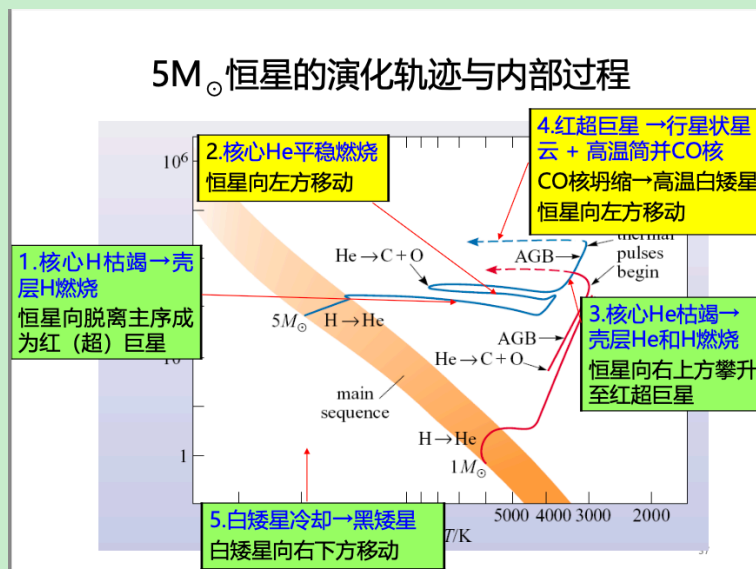 5M⊙恒星的演化轨迹与内部过程
2.核心He平稳燃烧
恒星向左方移动
4.红超巨星 →行星状星
云 + 高温简并CO核
CO核坍缩→高温白矮星
恒星向左方移动
10⁶
1.核心H枯竭→壳
层H燃烧
恒星向脱离主序成
为红（超）巨星
He→C+O
AGB
thermal
pulses
begin
5M⊙
H→He
3.核心He枯竭→
壳层He和H燃烧
恒星向右上方攀升
至红超巨星
AGB
He→C+O
main
sequence
H→He
1
1M⊙
5.白矮星冷却→黑矮星
白矮星向右下方移动
5000 4000 3000 2000
T/K